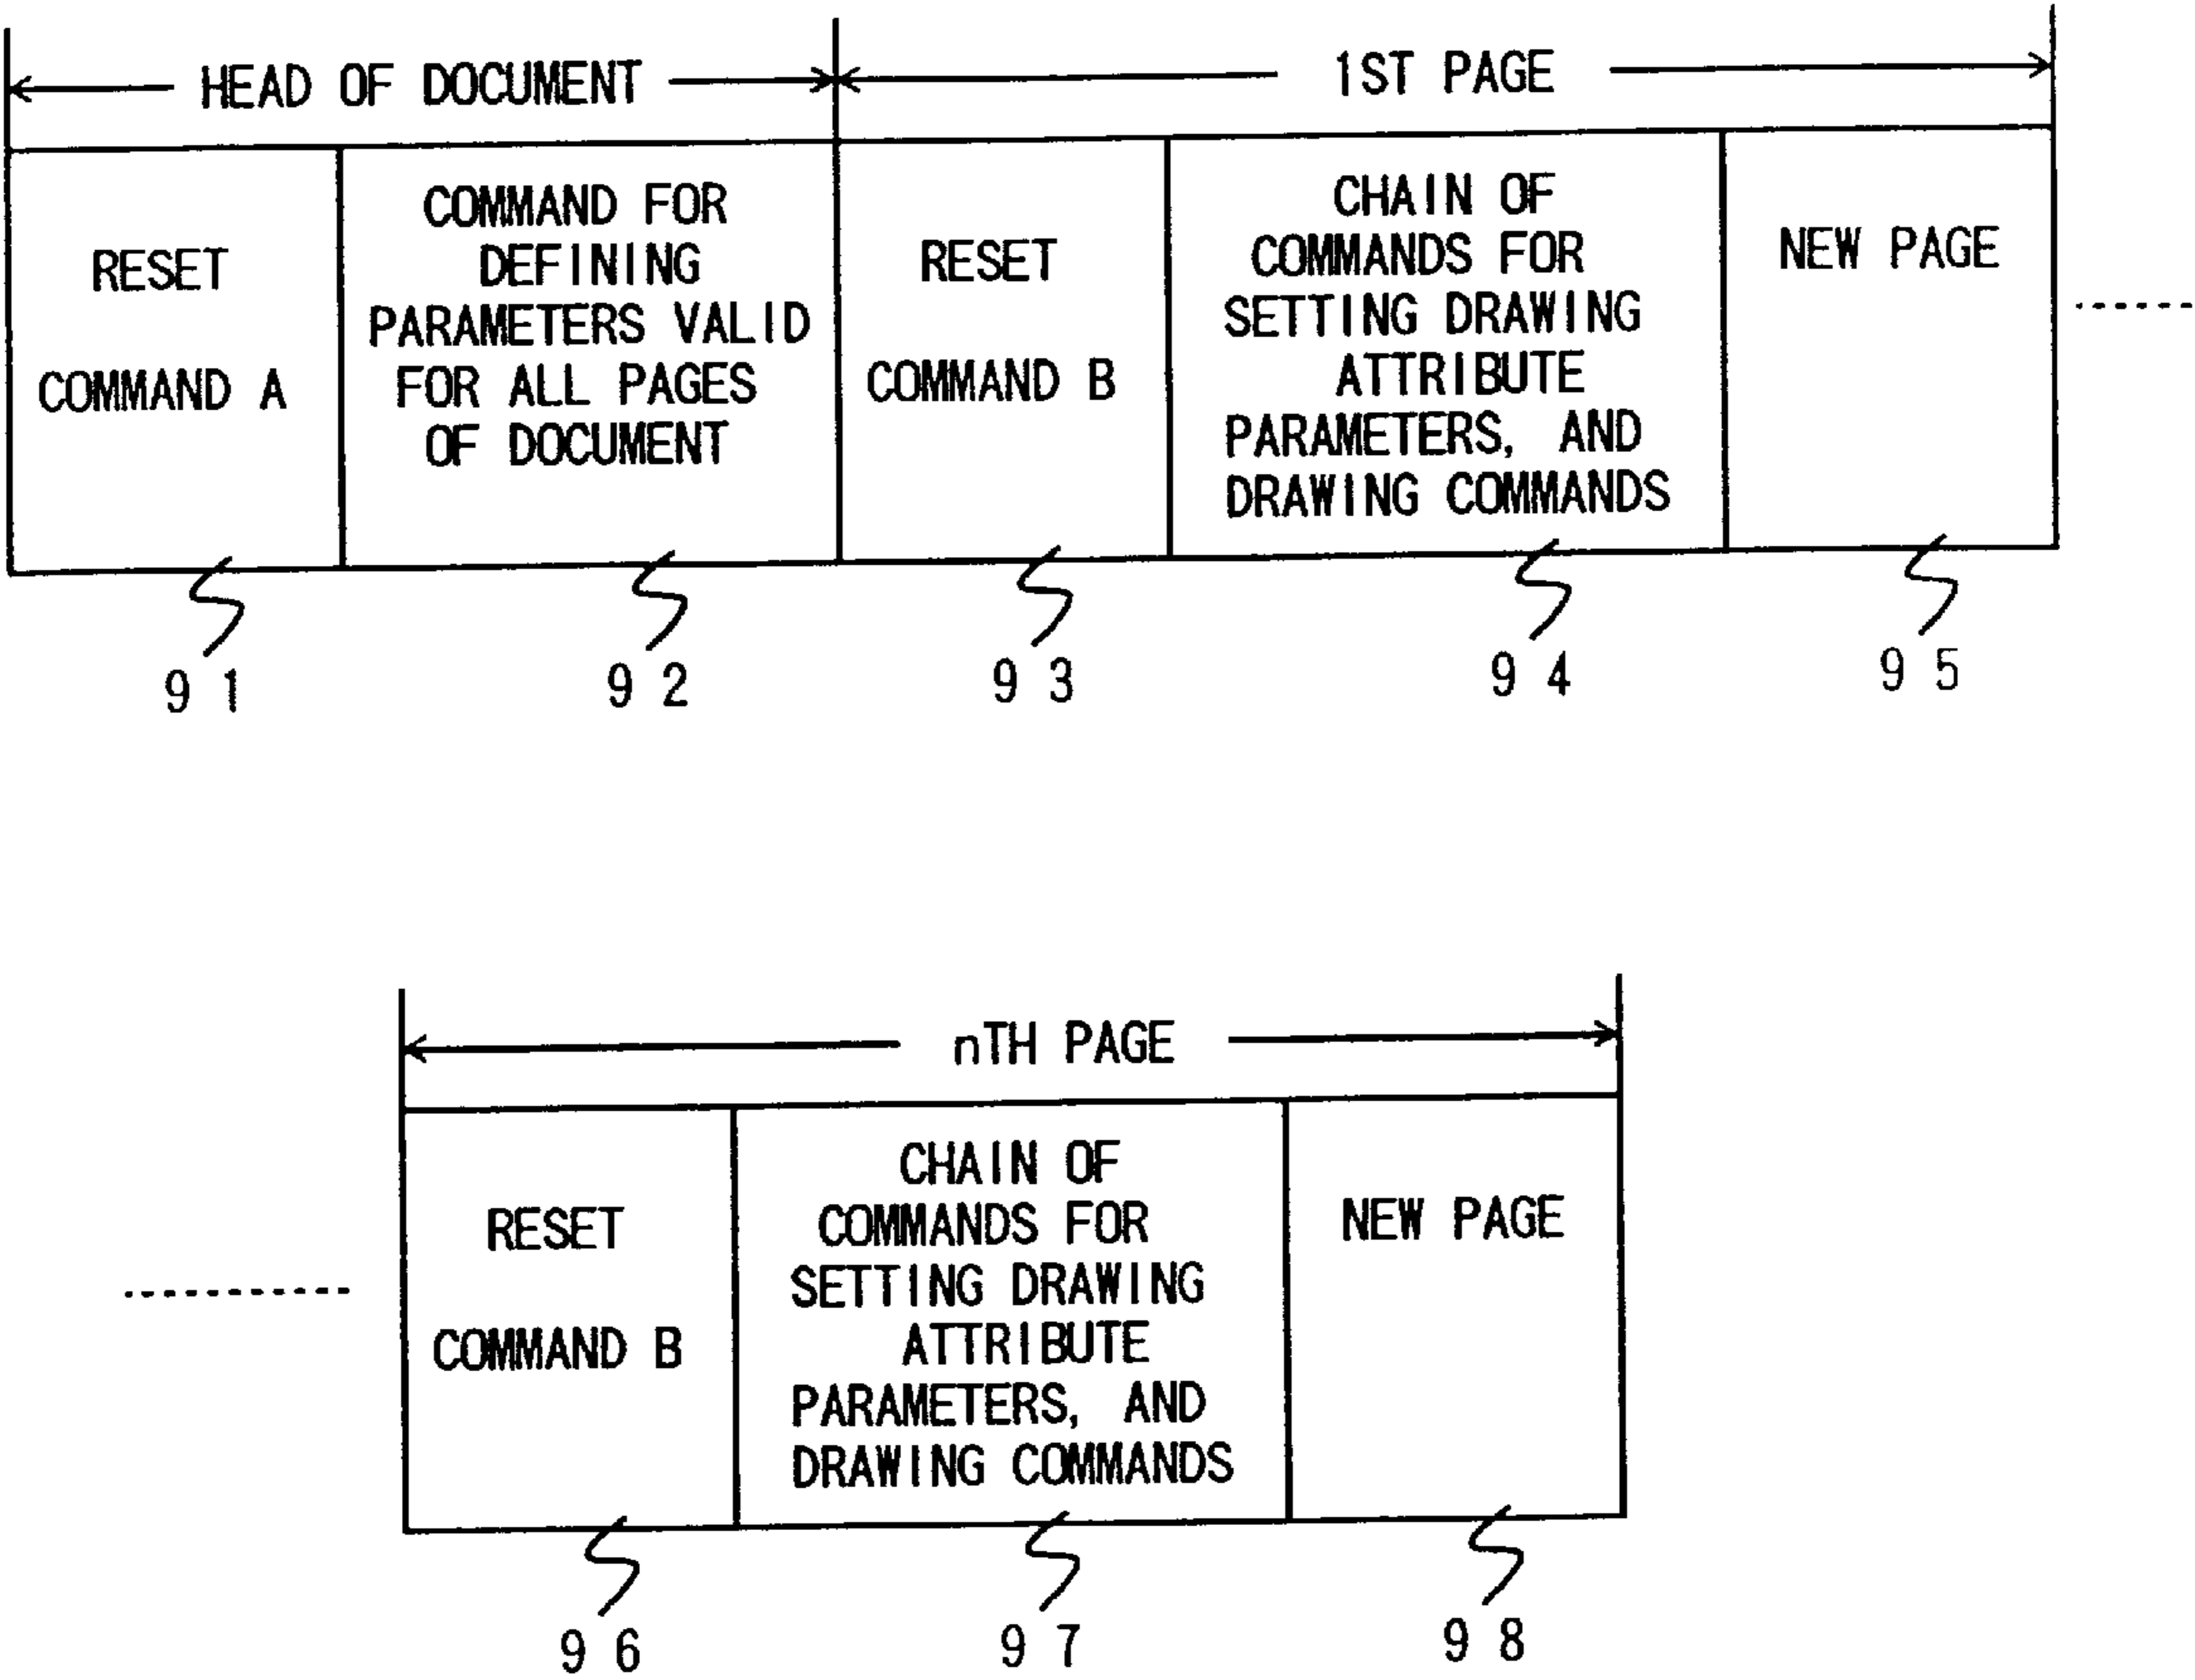 HEAD OF DOCUMENT
1ST PAGE
RESET
COMMAND A
COMMAND FOR
DEFINING
PARAMETERS VALID
FOR ALL PAGES
OF DOCUMENT
RESET
COMMAND B
CHAIN OF
COMMANDS FOR
SETTING DRAWING
ATTRIBUTE
PARAMETERS, AND
DRAWING COMMANDS
NEW PAGE
91
92
93
94
95
nTH PAGE
RESET
COMMAND B
CHAIN OF
COMMANDS FOR
SETTING DRAWING
ATTRIBUTE
PARAMETERS, AND
DRAWING COMMANDS
NEW PAGE
96
97
98